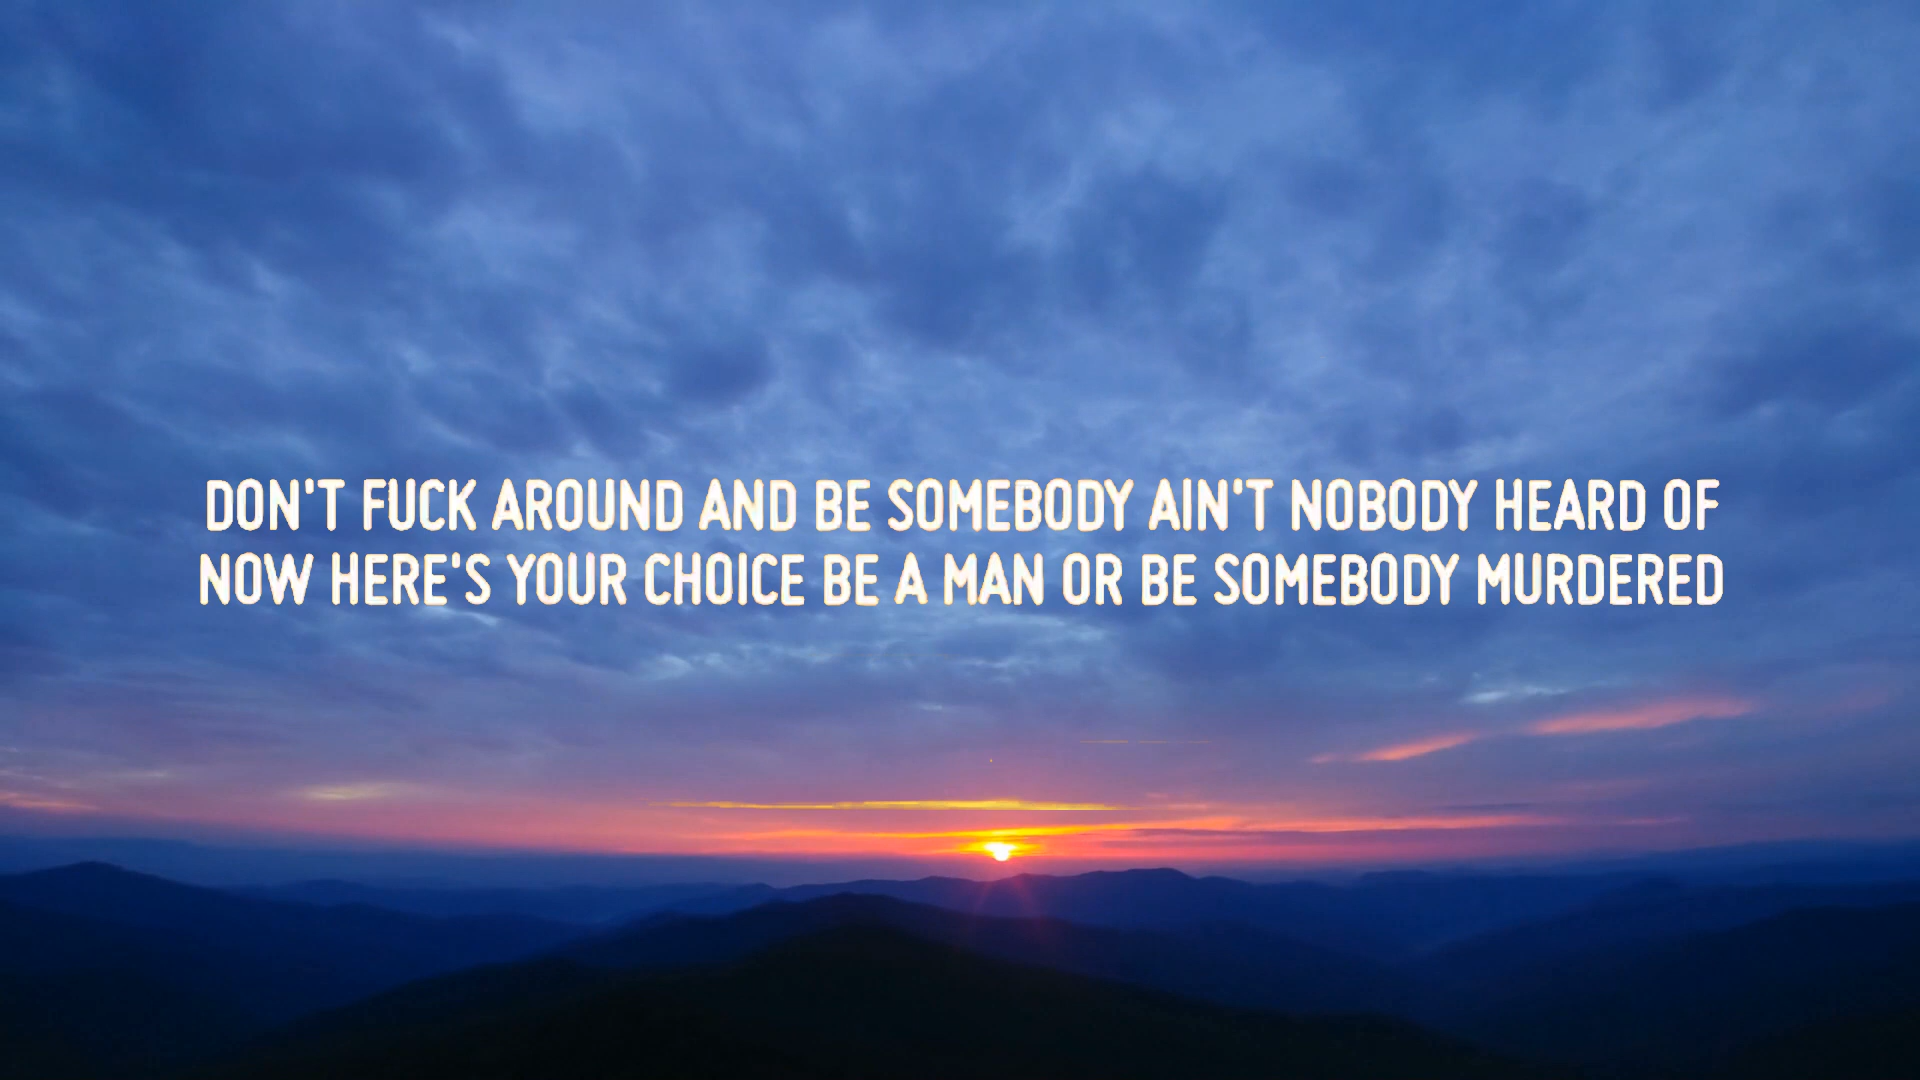 DON'T FUCK AROUND AND BE SOMEBODY AIN'T NOBODY HEARD OF
NOW HERE'S YOUR CHOICE BE A MAN OR BE SOMEBODY MURDERED